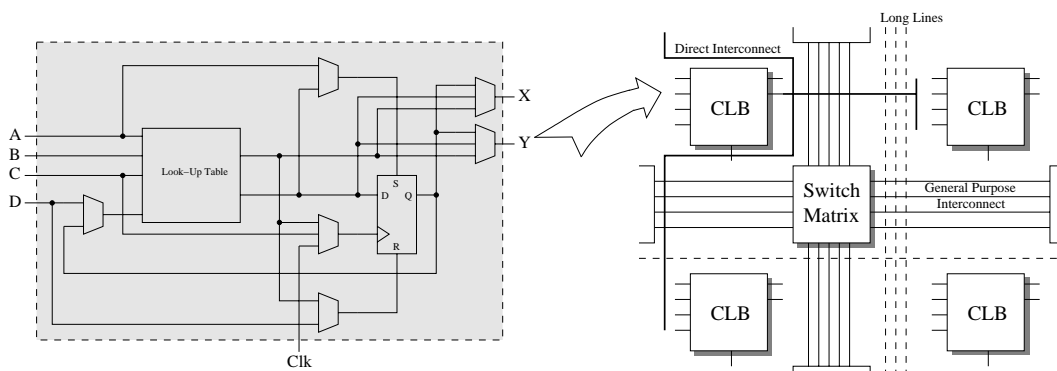 A
B
C
D
Look-Up Table
S
D
Q
R
Clk
X
Y
Long Lines
Direct Interconnect
CLB
CLB
Switch
Matrix
General Purpose
Interconnect
CLB
CLB